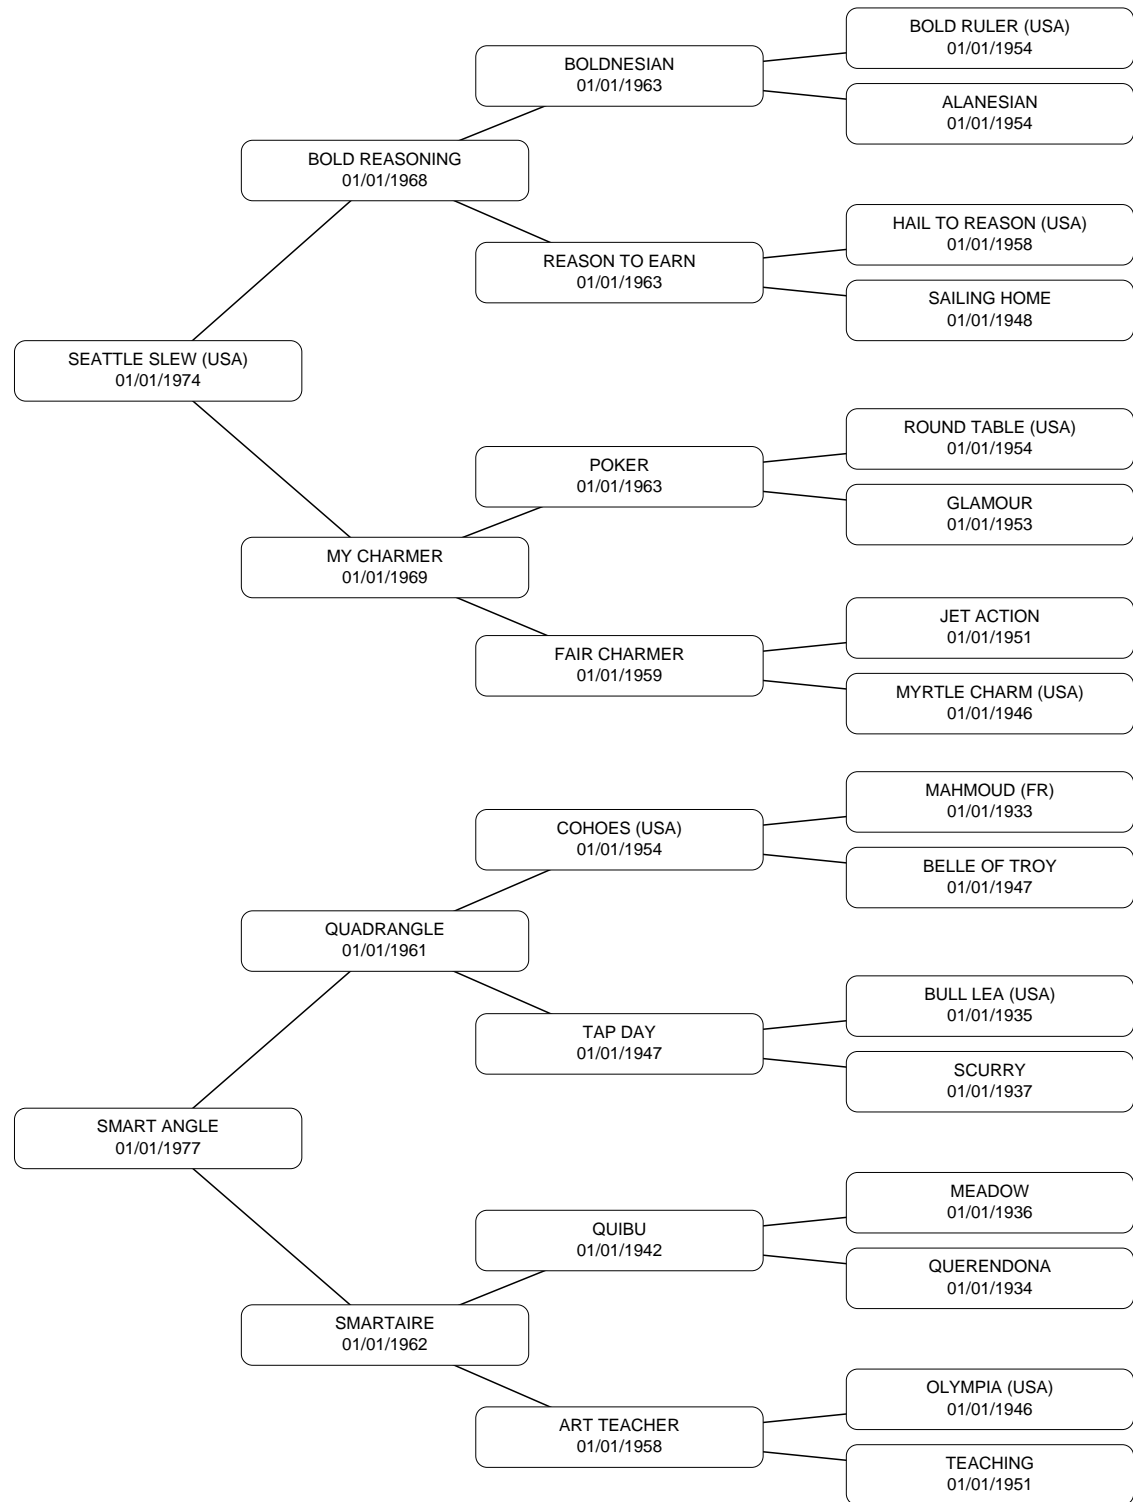 BOLD RULER (USA)
01/01/1954
BOLDNESIAN
01/01/1963
ALANESIAN
01/01/1954
BOLD REASONING
01/01/1968
HAIL TO REASON (USA)
01/01/1958
REASON TO EARN
01/01/1963
SAILING HOME
01/01/1948
SEATTLE SLEW (USA)
01/01/1974
ROUND TABLE (USA)
01/01/1954
POKER
01/01/1963
GLAMOUR
01/01/1953
MY CHARMER
01/01/1969
JET ACTION
01/01/1951
FAIR CHARMER
01/01/1959
MYRTLE CHARM (USA)
01/01/1946
MAHMOUD (FR)
01/01/1933
COHOES (USA)
01/01/1954
BELLE OF TROY
01/01/1947
QUADRANGLE
01/01/1961
BULL LEA (USA)
01/01/1935
TAP DAY
01/01/1947
SCURRY
01/01/1937
SMART ANGLE
01/01/1977
MEADOW
01/01/1936
QUIBU
01/01/1942
QUERENDONA
01/01/1934
SMARTAIRE
01/01/1962
OLYMPIA (USA)
01/01/1946
ART TEACHER
01/01/1958
TEACHING
01/01/1951